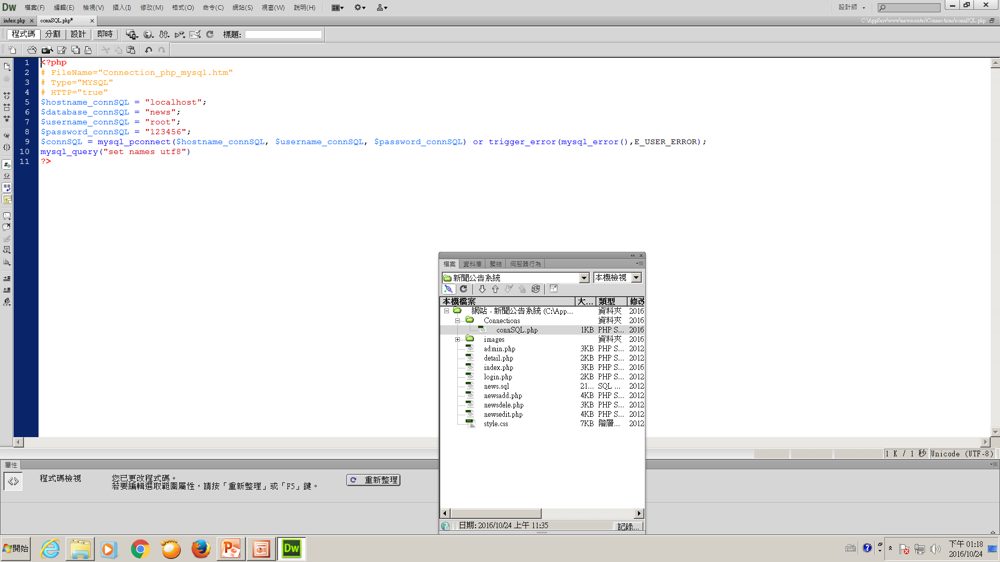 Dw 檔案(F) 編輯(E) 檢視(V) 插入(I) 修改(M) 格式(O) 命令(C) 網站(S) 視窗(W) 說明(H) 設計師
index.php connSQL.php* C:\AppServ\www\newscenter\Connections\connSQL.php
程式碼 分割 設計 即時 標題:
1 <?php
2 # FileName="Connection_php_mysql.htm"
3 # Type="MYSQL"
4 # HTTP="true"
5 $hostname_connSQL = "localhost";
6 $database_connSQL = "news";
7 $username_connSQL = "root";
8 $password_connSQL = "123456";
9 $connSQL = mysql_pconnect($hostname_connSQL, $username_connSQL, $password_connSQL) or trigger_error(mysql_error(),E_USER_ERROR);
10 mysql_query("set names utf8")
11 ?>
檔案 資料庫 繫結 伺服器行為
新聞公告系統 本機檢視
本機檔案 大... 類型 修改
網站 - 新聞公告系統 (C:\App... 資料夾 2016
Connections 資料夾 2016
connSQL.php 1KB PHP S... 2016
images 資料夾 2016
admin.php 3KB PHP S... 2012
detail.php 2KB PHP S... 2012
index.php 3KB PHP S... 2016
login.php 2KB PHP S... 2012
news.sql 21... SQL ... 2012
newsadd.php 4KB PHP S... 2012
newsdele.php 3KB PHP S... 2012
newsedit.php 4KB PHP S... 2012
style.css 7KB 階層... 2012
日期: 2016/10/24 上午 11:35 記錄...
1 K / 1 秒 Unicode (UTF-8)
屬性
程式碼檢視 您已更改程式碼。
若要編輯選取範圍屬性，請按「重新整理」或「F5」鍵。
重新整理
開始 Dw 下午 01:18
2016/10/24